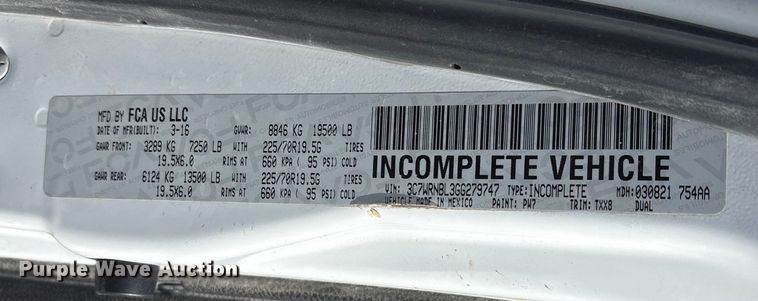 MFD BY FCA US LLC
DATE OF MFR(BUILT): 3-16 GVWR: 8846 KG 19500 LB
GAWR FRONT: 3289 KG 7250 LB 225/70R19.5G TIRES
19.5X6.0 RIMS AT 660 KPA ( 95 PSI) COLD
GAWR REAR: 6124 KG 13500 LB 225/70R19.5G TIRES
19.5X6.0 RIMS AT 660 KPA ( 95 PSI) COLD
INCOMPLETE VEHICLE
VIN: 3C7WRNBL3GG279747 TYPE: INCOMPLETE MDH: 030821 754AA
VEHICLE MADE IN MEXICO PAINT: PW7 TRIM: TXX8 DUAL
Purple Wave Auction